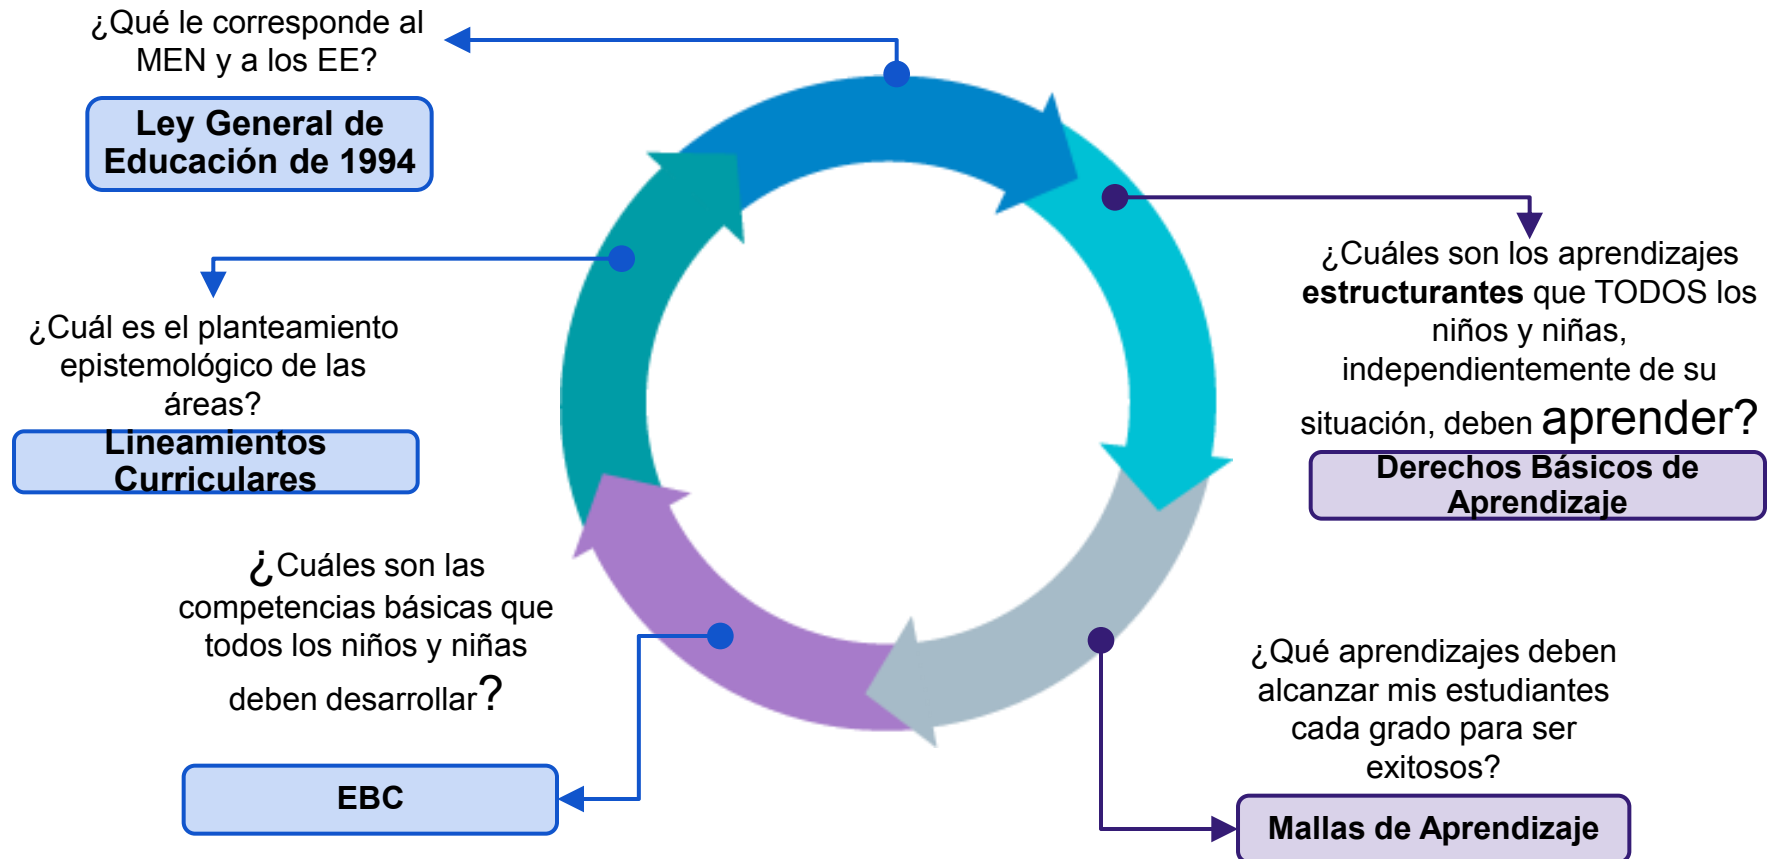 ¿Qué le corresponde al
MEN y a los EE?
Ley General de
Educación de 1994
¿Cuál es el planteamiento
epistemológico de las
áreas?
Lineamientos
Curriculares
¿Cuáles son las
competencias básicas que
todos los niños y niñas
deben desarrollar?
EBC
¿Cuáles son los aprendizajes
estructurantes que TODOS los
niños y niñas,
independientemente de su
situación, deben aprender?
Derechos Básicos de
Aprendizaje
¿Qué aprendizajes deben
alcanzar mis estudiantes
cada grado para ser
exitosos?
Mallas de Aprendizaje